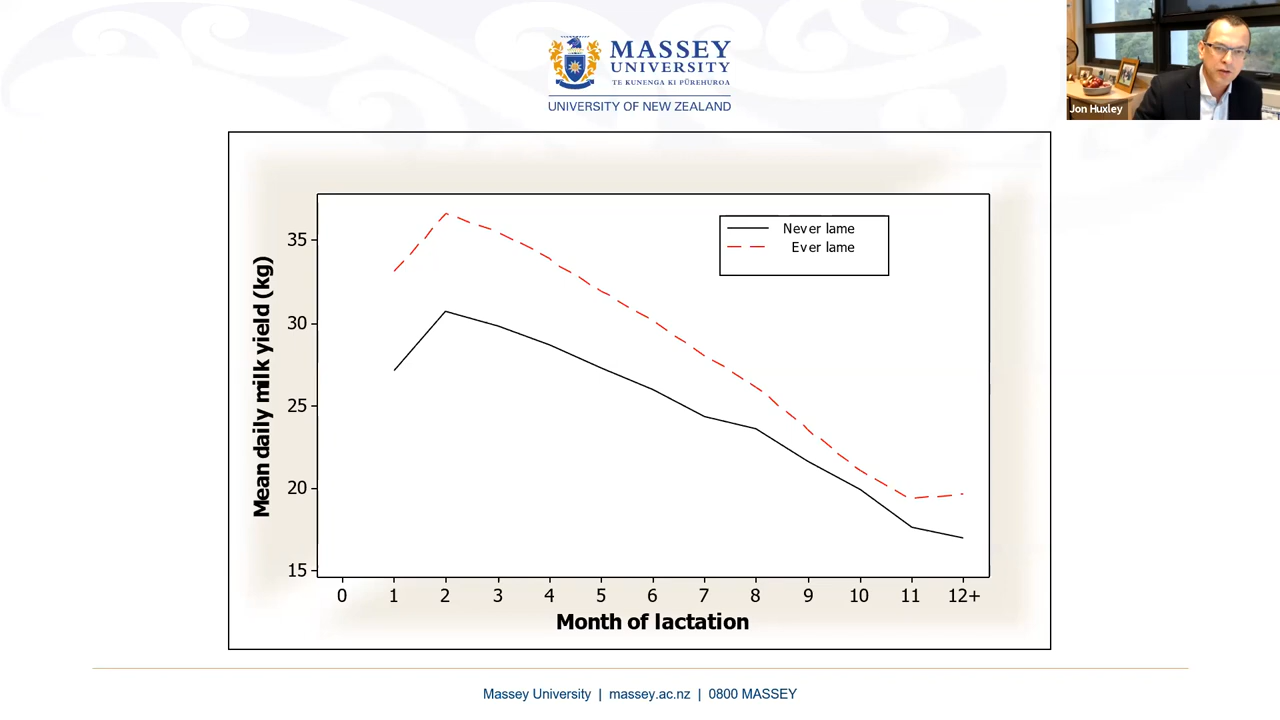 MASSEY
UNIVERSITY
TE KUNENGA KI PŪREHUROA
UNIVERSITY OF NEW ZEALAND
Jon Huxley
Never lame
Ever lame
Mean daily milk yield (kg)
35
30
25
20
15
0 1 2 3 4 5 6 7 8 9 10 11 12+
Month of lactation
Massey University | massey.ac.nz | 0800 MASSEY